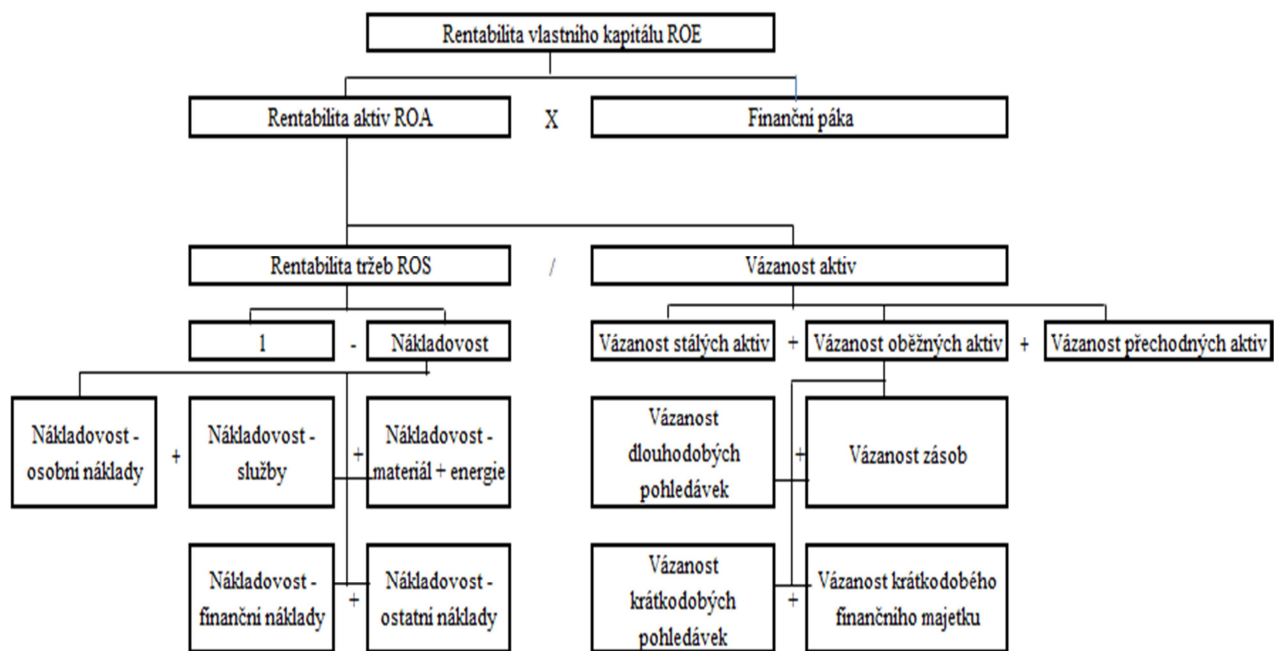 Rentabilita vlastního kapitálu ROE
Rentabilita aktiv ROA X Finanční páka
Rentabilita tržeb ROS / Vázanost aktiv
1 - Nákladovost Vázanost stálých aktiv + Vázanost oběžných aktiv + Vázanost přechodných aktiv
Nákladovost -
osobní náklady
+
Nákladovost -
služby
+
Nákladovost -
materiál + energie
Vázanost
dlouhodobých
pohledávek
+
Vázanost zásob
Nákladovost -
finanční náklady
+
Nákladovost -
ostatní náklady
Vázanost
krátkodobých
pohledávek
+
Vázanost krátkodobého
finančního majetku